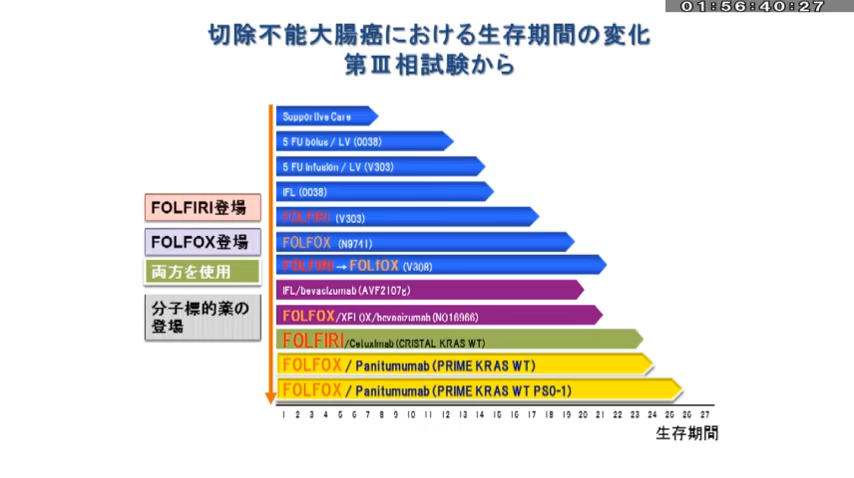 01:56:40:27
切除不能大腸癌における生存期間の変化
第Ⅲ相試験から
Supportive Care
5 FU bolus / LV (0038)
5 FU infusion / LV (V303)
IFL (0038)
FOLFIRI登場
FOLFIRI (V303)
FOLFOX登場
FOLFOX (N9741)
両方を使用
FOLFIRI → FOLFOX (V308)
分子標的薬の
登場
IFL/bevacizumab (AVF2107g)
FOLFOX/XELOX/bevacizumab (NO16966)
FOLFIRI/Cetuximab (CRISTAL KRAS WT)
FOLFOX / Panitumumab (PRIME KRAS WT)
FOLFOX / Panitumumab (PRIME KRAS WT PS0-1)
1 2 3 4 5 6 7 8 9 10 11 12 13 14 15 16 17 18 19 20 21 22 23 24 25 26 27
生存期間